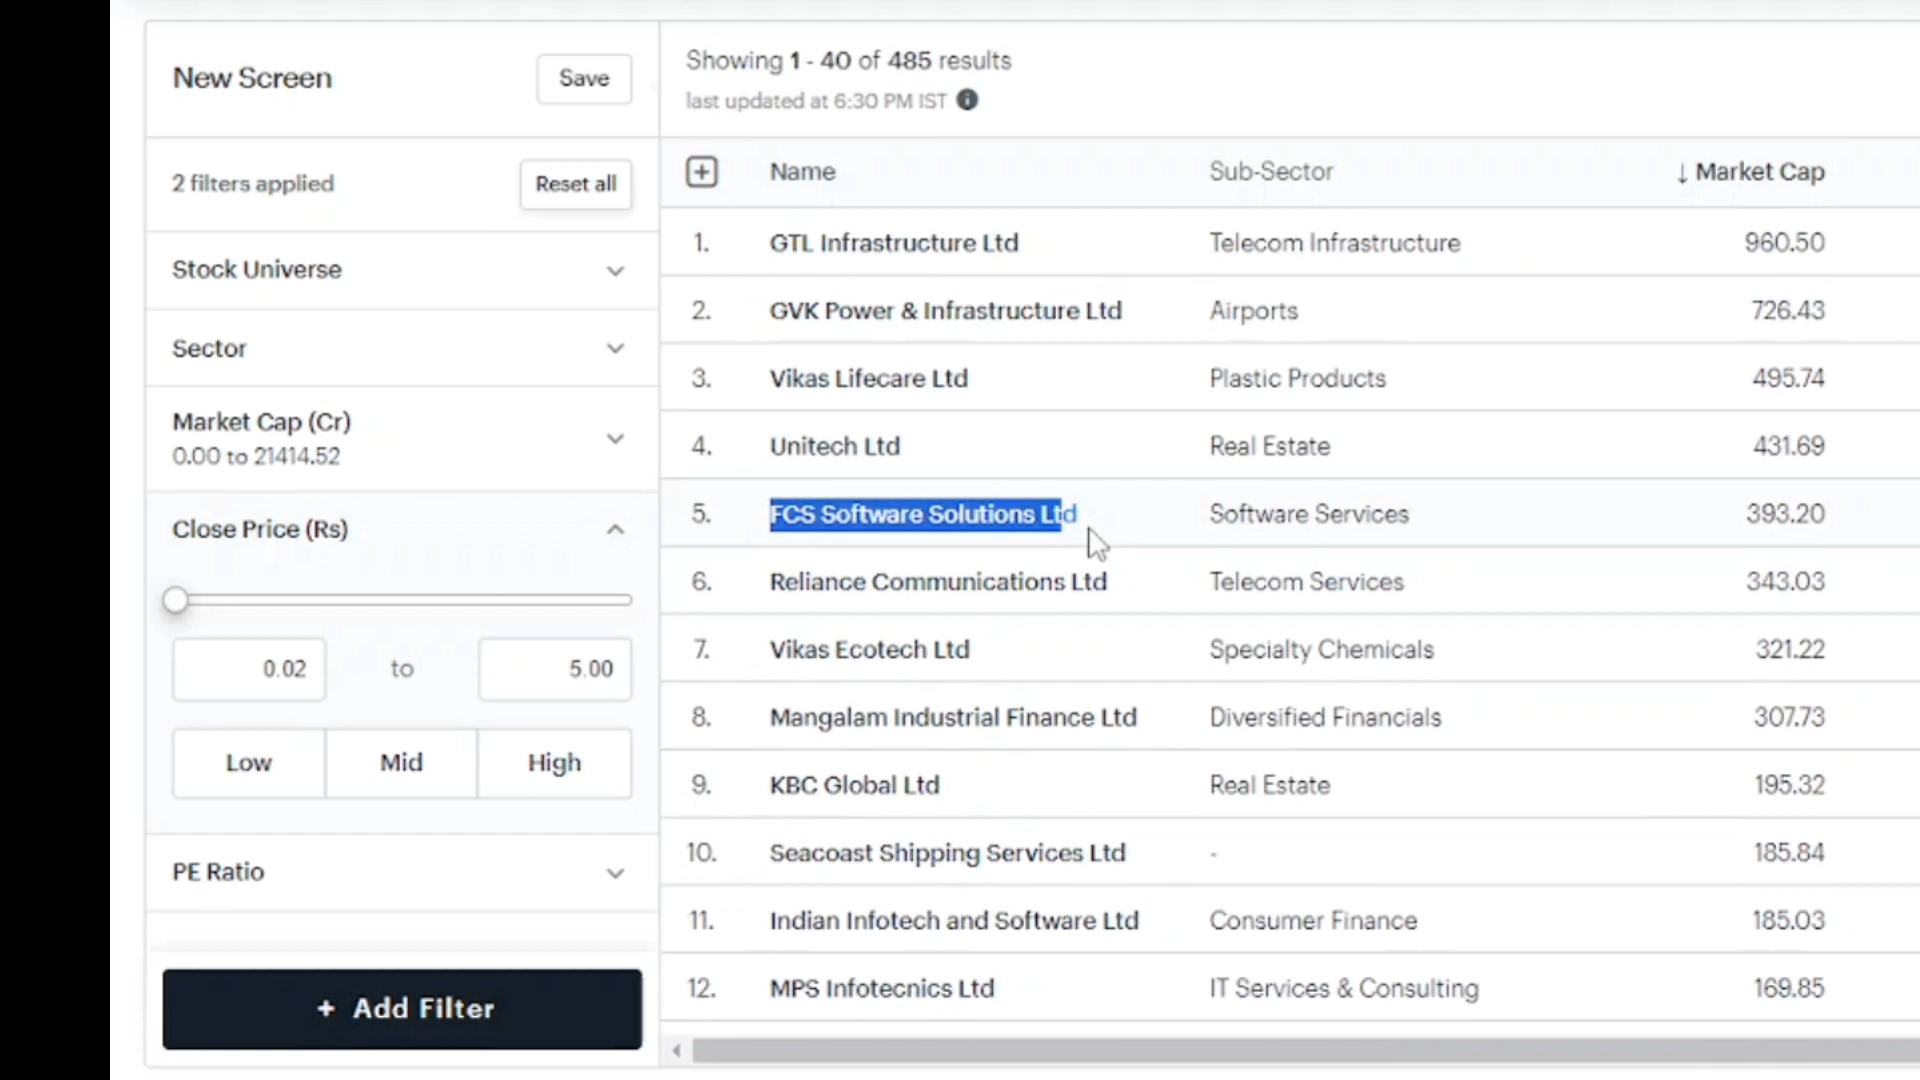 New Screen
Save
2 filters applied
Reset all
Stock Universe
Sector
Market Cap (Cr)
0.00 to 21414.52
Close Price (Rs)
0.02 to 5.00
Low Mid High
PE Ratio
+ Add Filter
Showing 1 - 40 of 485 results
last updated at 6:30 PM IST
Name Sub-Sector ↓ Market Cap
1. GTL Infrastructure Ltd Telecom Infrastructure 960.50
2. GVK Power & Infrastructure Ltd Airports 726.43
3. Vikas Lifecare Ltd Plastic Products 495.74
4. Unitech Ltd Real Estate 431.69
5. FCS Software Solutions Ltd Software Services 393.20
6. Reliance Communications Ltd Telecom Services 343.03
7. Vikas Ecotech Ltd Specialty Chemicals 321.22
8. Mangalam Industrial Finance Ltd Diversified Financials 307.73
9. KBC Global Ltd Real Estate 195.32
10. Seacoast Shipping Services Ltd - 185.84
11. Indian Infotech and Software Ltd Consumer Finance 185.03
12. MPS Infotecnics Ltd IT Services & Consulting 169.85